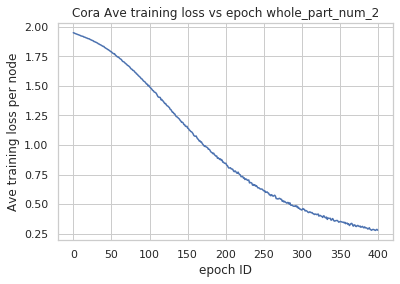 Cora Ave training loss vs epoch whole_part_num_2
Ave training loss per node
2.00
1.75
1.50
1.25
1.00
0.75
0.50
0.25
0 50 100 150 200 250 300 350 400
epoch ID